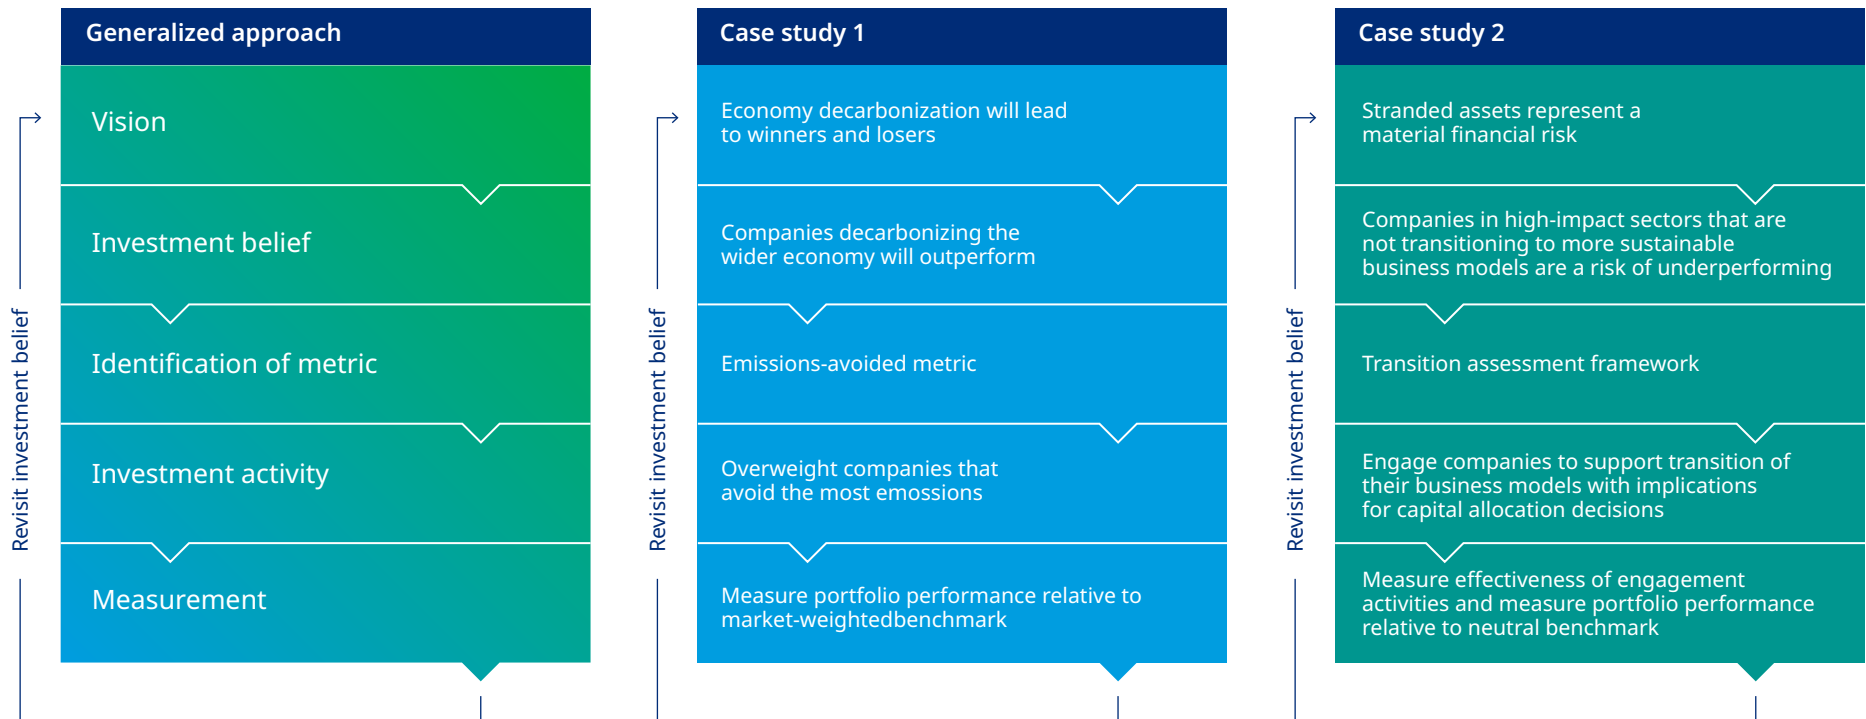 Generalized approach
Vision
Investment belief
Identification of metric
Investment activity
Measurement
Revisit investment belief
Case study 1
Economy decarbonization will lead
to winners and losers
Companies decarbonizing the
wider economy will outperform
Emissions-avoided metric
Overweight companies that
avoid the most emossions
Measure portfolio performance relative to
market-weightedbenchmark
Revisit investment belief
Case study 2
Stranded assets represent a
material financial risk
Companies in high-impact sectors that are
not transitioning to more sustainable
business models are a risk of underperforming
Transition assessment framework
Engage companies to support transition of
their business models with implications
for capital allocation decisions
Measure effectiveness of engagement
activities and measure portfolio performance
relative to neutral benchmark
Revisit investment belief